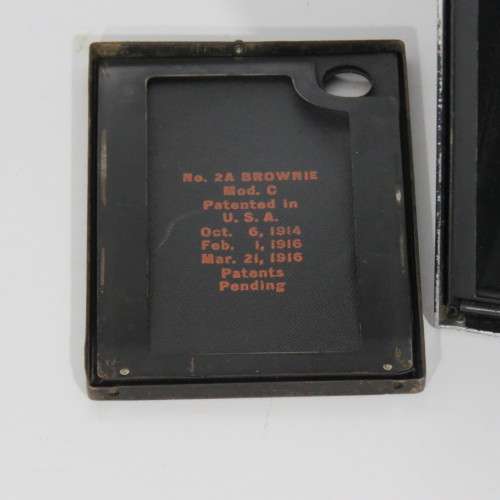 No. 2A BROWNIE
Mod. C
Patented in
U. S. A.
Oct. 6, 1914
Feb. 1, 1916
Mar. 21, 1916
Patents
Pending